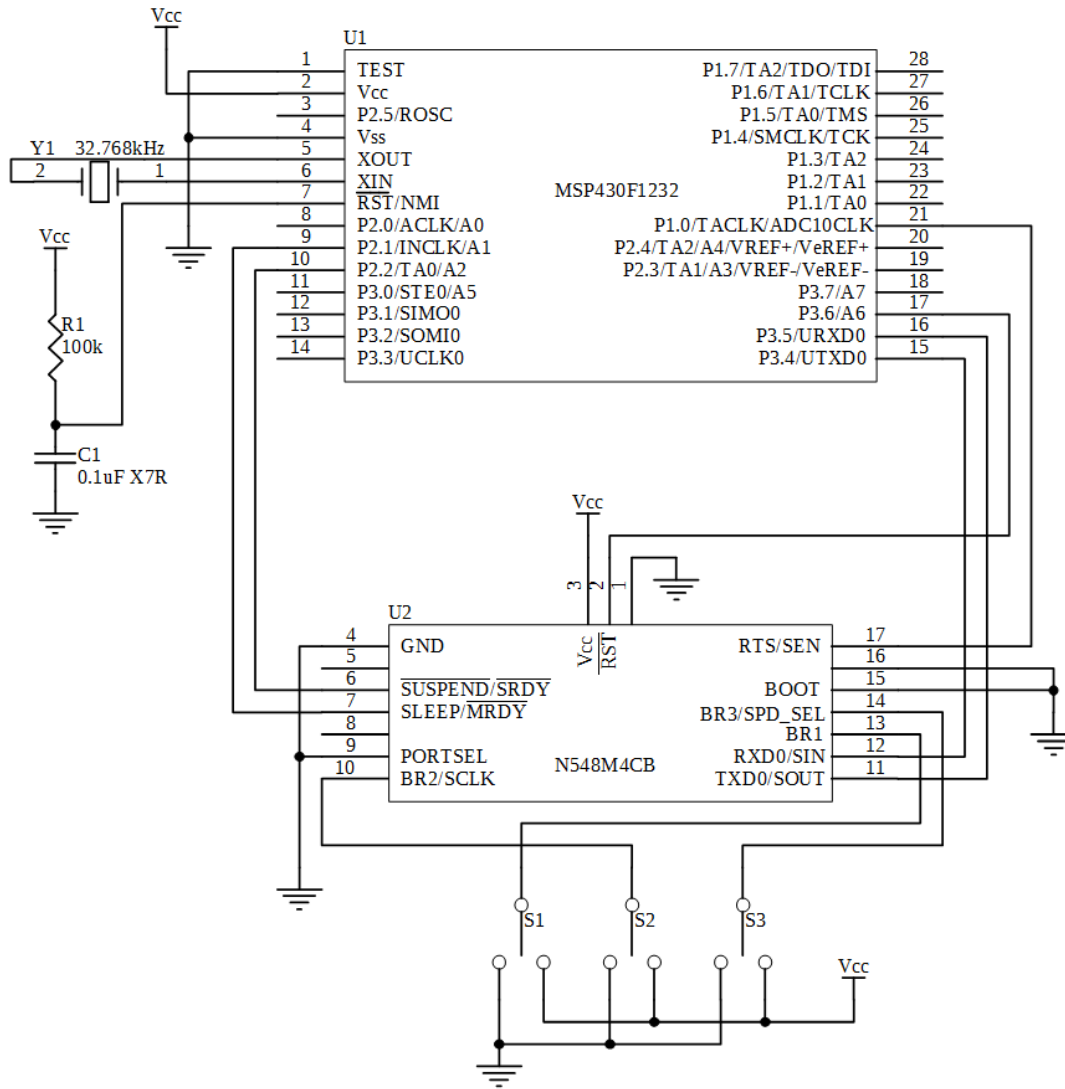 Vcc
U1
1 TEST P1.7/TA2/TDO/TDI 28
2 Vcc P1.6/TA1/TCLK 27
3 P2.5/ROSC P1.5/TA0/TMS 26
4 Vss P1.4/SMCLK/TCK 25
Y1 32.768kHz
5 XOUT P1.3/TA2 24
2 1 6 XIN P1.2/TA1 23
MSP430F1232
7 RST/NMI P1.1/TA0 22
8 P2.0/ACLK/A0 P1.0/TACLK/ADC10CLK 21
Vcc
9 P2.1/INCLK/A1 P2.4/TA2/A4/VREF+/VeREF+ 20
10 P2.2/TA0/A2 P2.3/TA1/A3/VREF-/VeREF- 19
11 P3.0/STE0/A5 P3.7/A7 18
12 P3.1/SIMO0 P3.6/A6 17
R1
100k
13 P3.2/SOMI0 P3.5/URXD0 16
14 P3.3/UCLK0 P3.4/UTXD0 15
C1
0.1uF X7R
Vcc
3 2 1
U2
Vcc RST
4 GND RTS/SEN 17
5 16
6 SUSPEND/SRDY BOOT 15
7 SLEEP/MRDY BR3/SPD_SEL 14
8 BR1 13
9 PORTSEL RXD0/SIN 12
N548M4CB
10 BR2/SCLK TXD0/SOUT 11
S1 S2 S3
Vcc